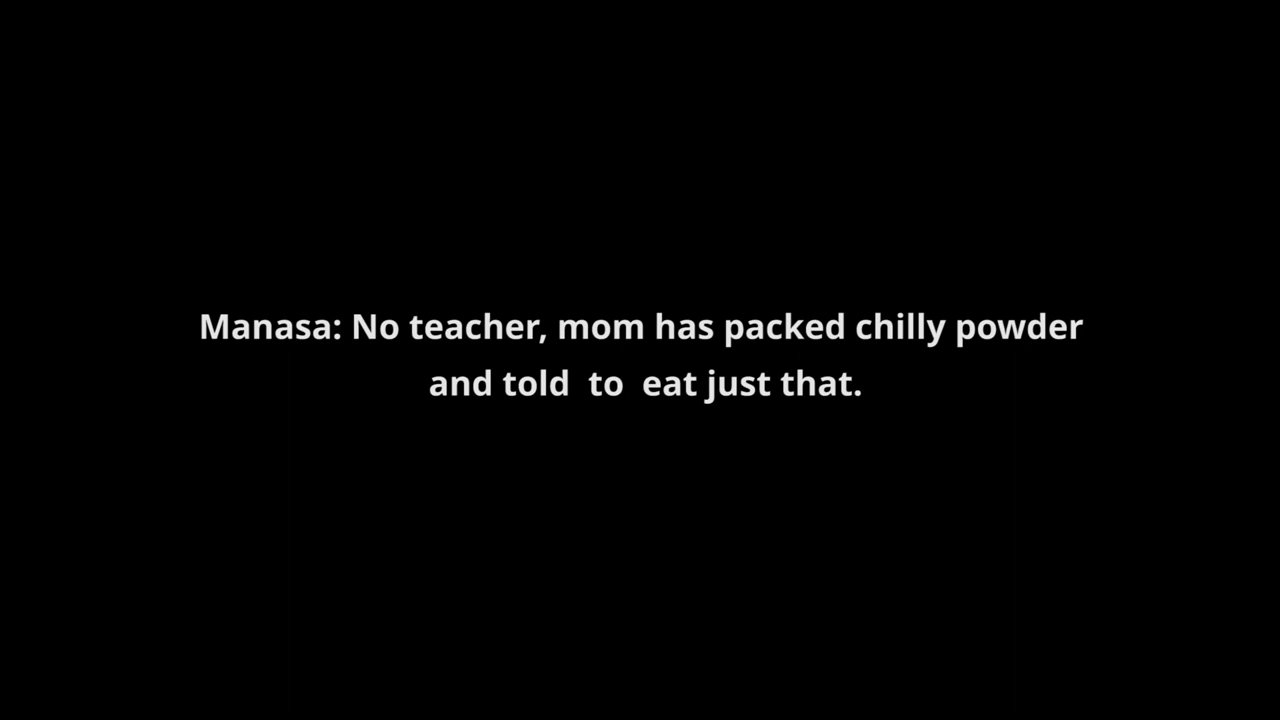 Manasa: No teacher, mom has packed chilly powder
and told  to  eat just that.